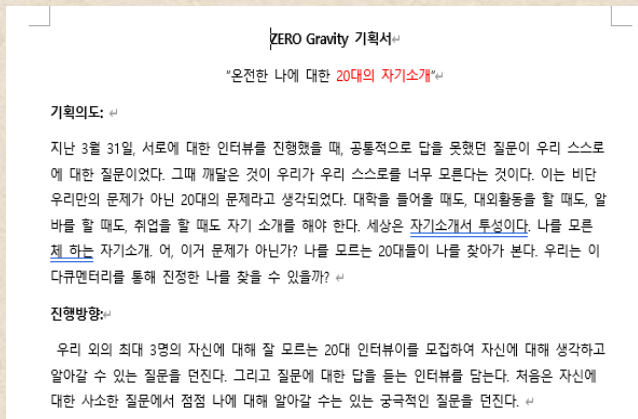 ZERO Gravity 기획서
"온전한 나에 대한 20대의 자기소개"
기획의도:
지난 3월 31일, 서로에 대한 인터뷰를 진행했을 때, 공통적으로 답을 못했던 질문이 우리 스스로
에 대한 질문이었다. 그때 깨달은 것이 우리가 우리 스스로를 너무 모른다는 것이다. 이는 비단
우리만의 문제가 아닌 20대의 문제라고 생각되었다. 대학을 들어올 때도, 대외활동을 할 때도, 알
바를 할 때도, 취업을 할 때도 자기 소개를 해야 한다. 세상은 자기소개서 투성이다. 나를 모른
체 하는 자기소개. 어, 이거 문제가 아닌가? 나를 모르는 20대들이 나를 찾아가 본다. 우리는 이
다큐멘터리를 통해 진정한 나를 찾을 수 있을까?
진행방향:
우리 외의 최대 3명의 자신에 대해 잘 모르는 20대 인터뷰이를 모집하여 자신에 대해 생각하고
알아갈 수 있는 질문을 던진다. 그리고 질문에 대한 답을 듣는 인터뷰를 담는다. 처음은 자신에
대한 사소한 질문에서 점점 나에 대해 알아갈 수는 있는 궁극적인 질문을 던진다.